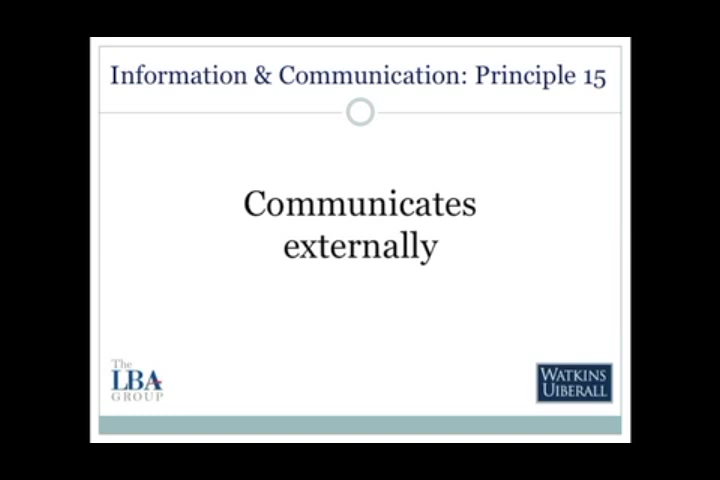 Information & Communication: Principle 15
Communicates
externally
The
LBA
GROUP
WATKINS
UIBERALL